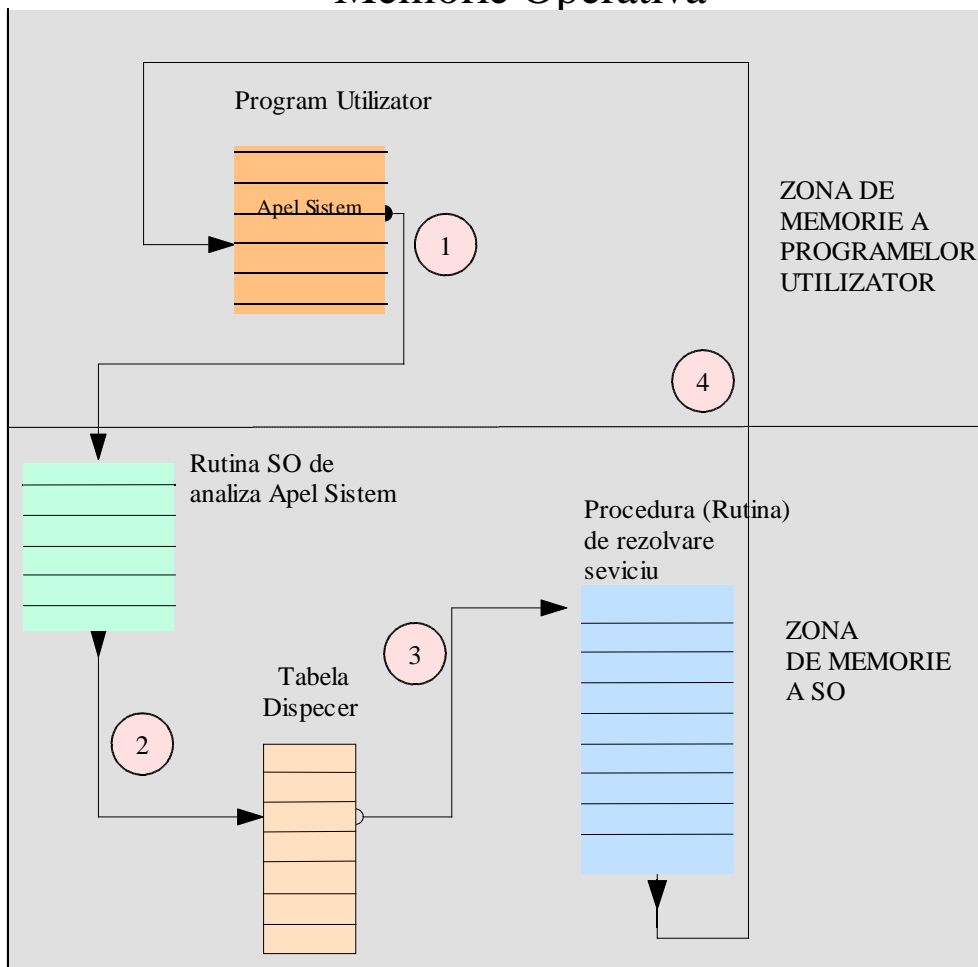 Memorie Operativa
Program Utilizator
Apel Sistem
1
ZONA DE
MEMORIE A
PROGRAMELOR
UTILIZATOR
4
Rutina SO de
analiza Apel Sistem
Procedura (Rutina)
de rezolvare
seviciu
3
ZONA
DE MEMORIE
A SO
Tabela
Dispecer
2